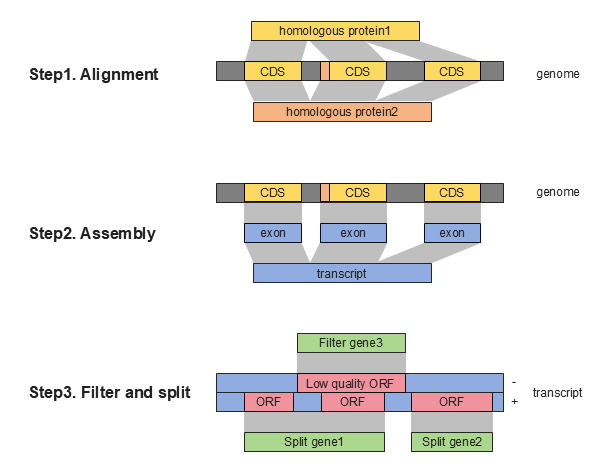 homologous protein1
Step1. Alignment
CDS CDS CDS
genome
homologous protein2
CDS CDS CDS
genome
Step2. Assembly
exon exon exon
transcript
Filter gene3
Step3. Filter and split
Low quality ORF
-
transcript
ORF ORF ORF
+
Split gene1 Split gene2